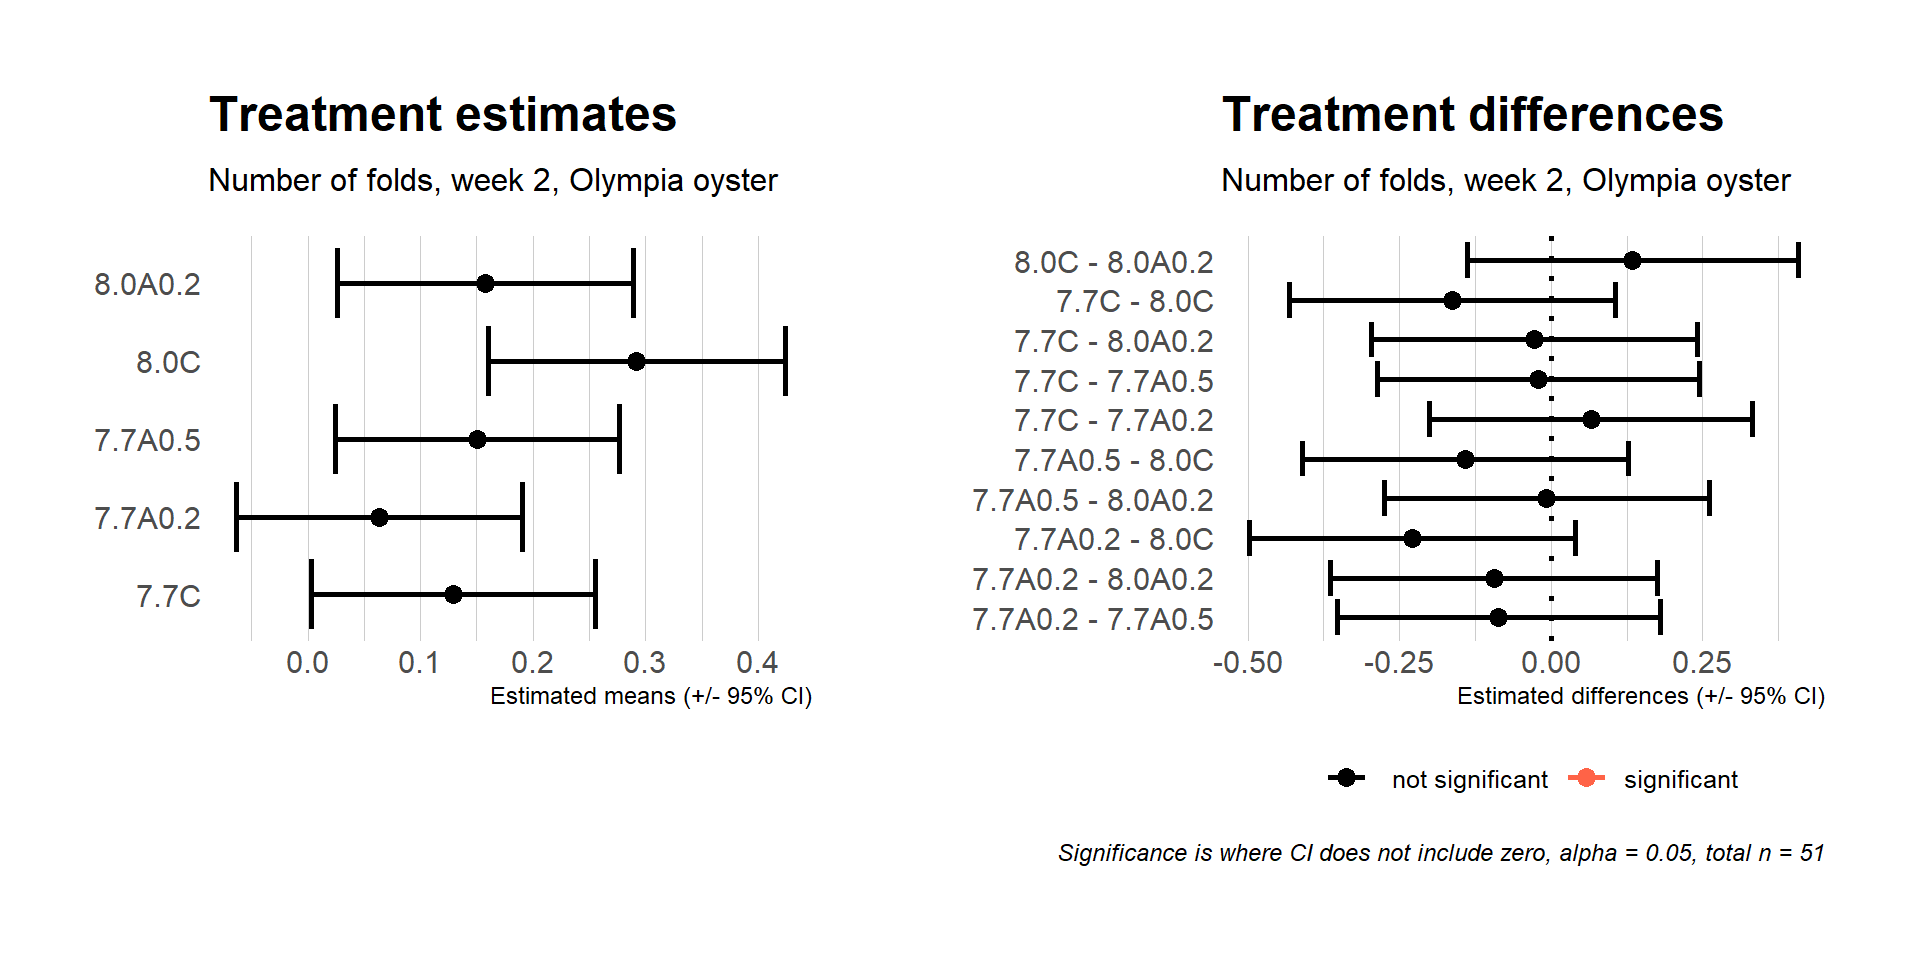 Treatment estimates
Number of folds, week 2, Olympia oyster
8.0A0.2
8.0C
7.7A0.5
7.7A0.2
7.7C
0.0 0.1 0.2 0.3 0.4
Estimated means (+/- 95% CI)
Treatment differences
Number of folds, week 2, Olympia oyster
8.0C - 8.0A0.2
7.7C - 8.0C
7.7C - 8.0A0.2
7.7C - 7.7A0.5
7.7C - 7.7A0.2
7.7A0.5 - 8.0C
7.7A0.5 - 8.0A0.2
7.7A0.2 - 8.0C
7.7A0.2 - 8.0A0.2
7.7A0.2 - 7.7A0.5
-0.50 -0.25 0.00 0.25
Estimated differences (+/- 95% CI)
not significant significant
Significance is where CI does not include zero, alpha = 0.05, total n = 51